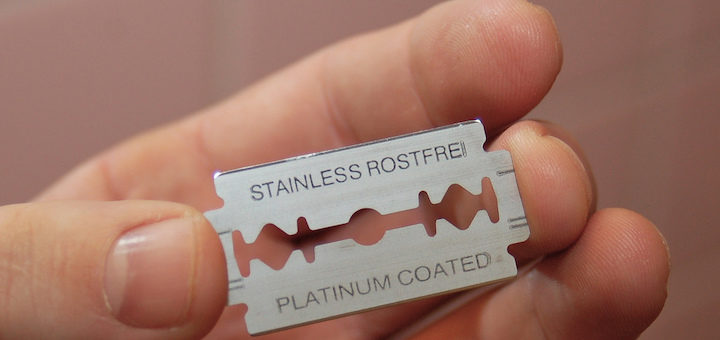 STAINLESS ROSTFREI
PLATINUM COATED